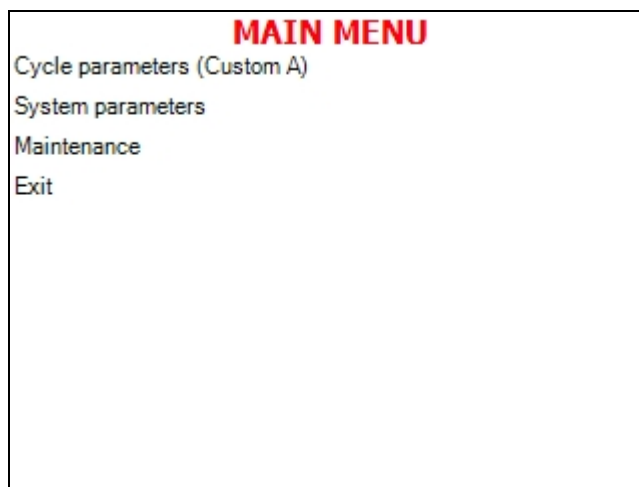 MAIN MENU
Cycle parameters (Custom A)
System parameters
Maintenance
Exit